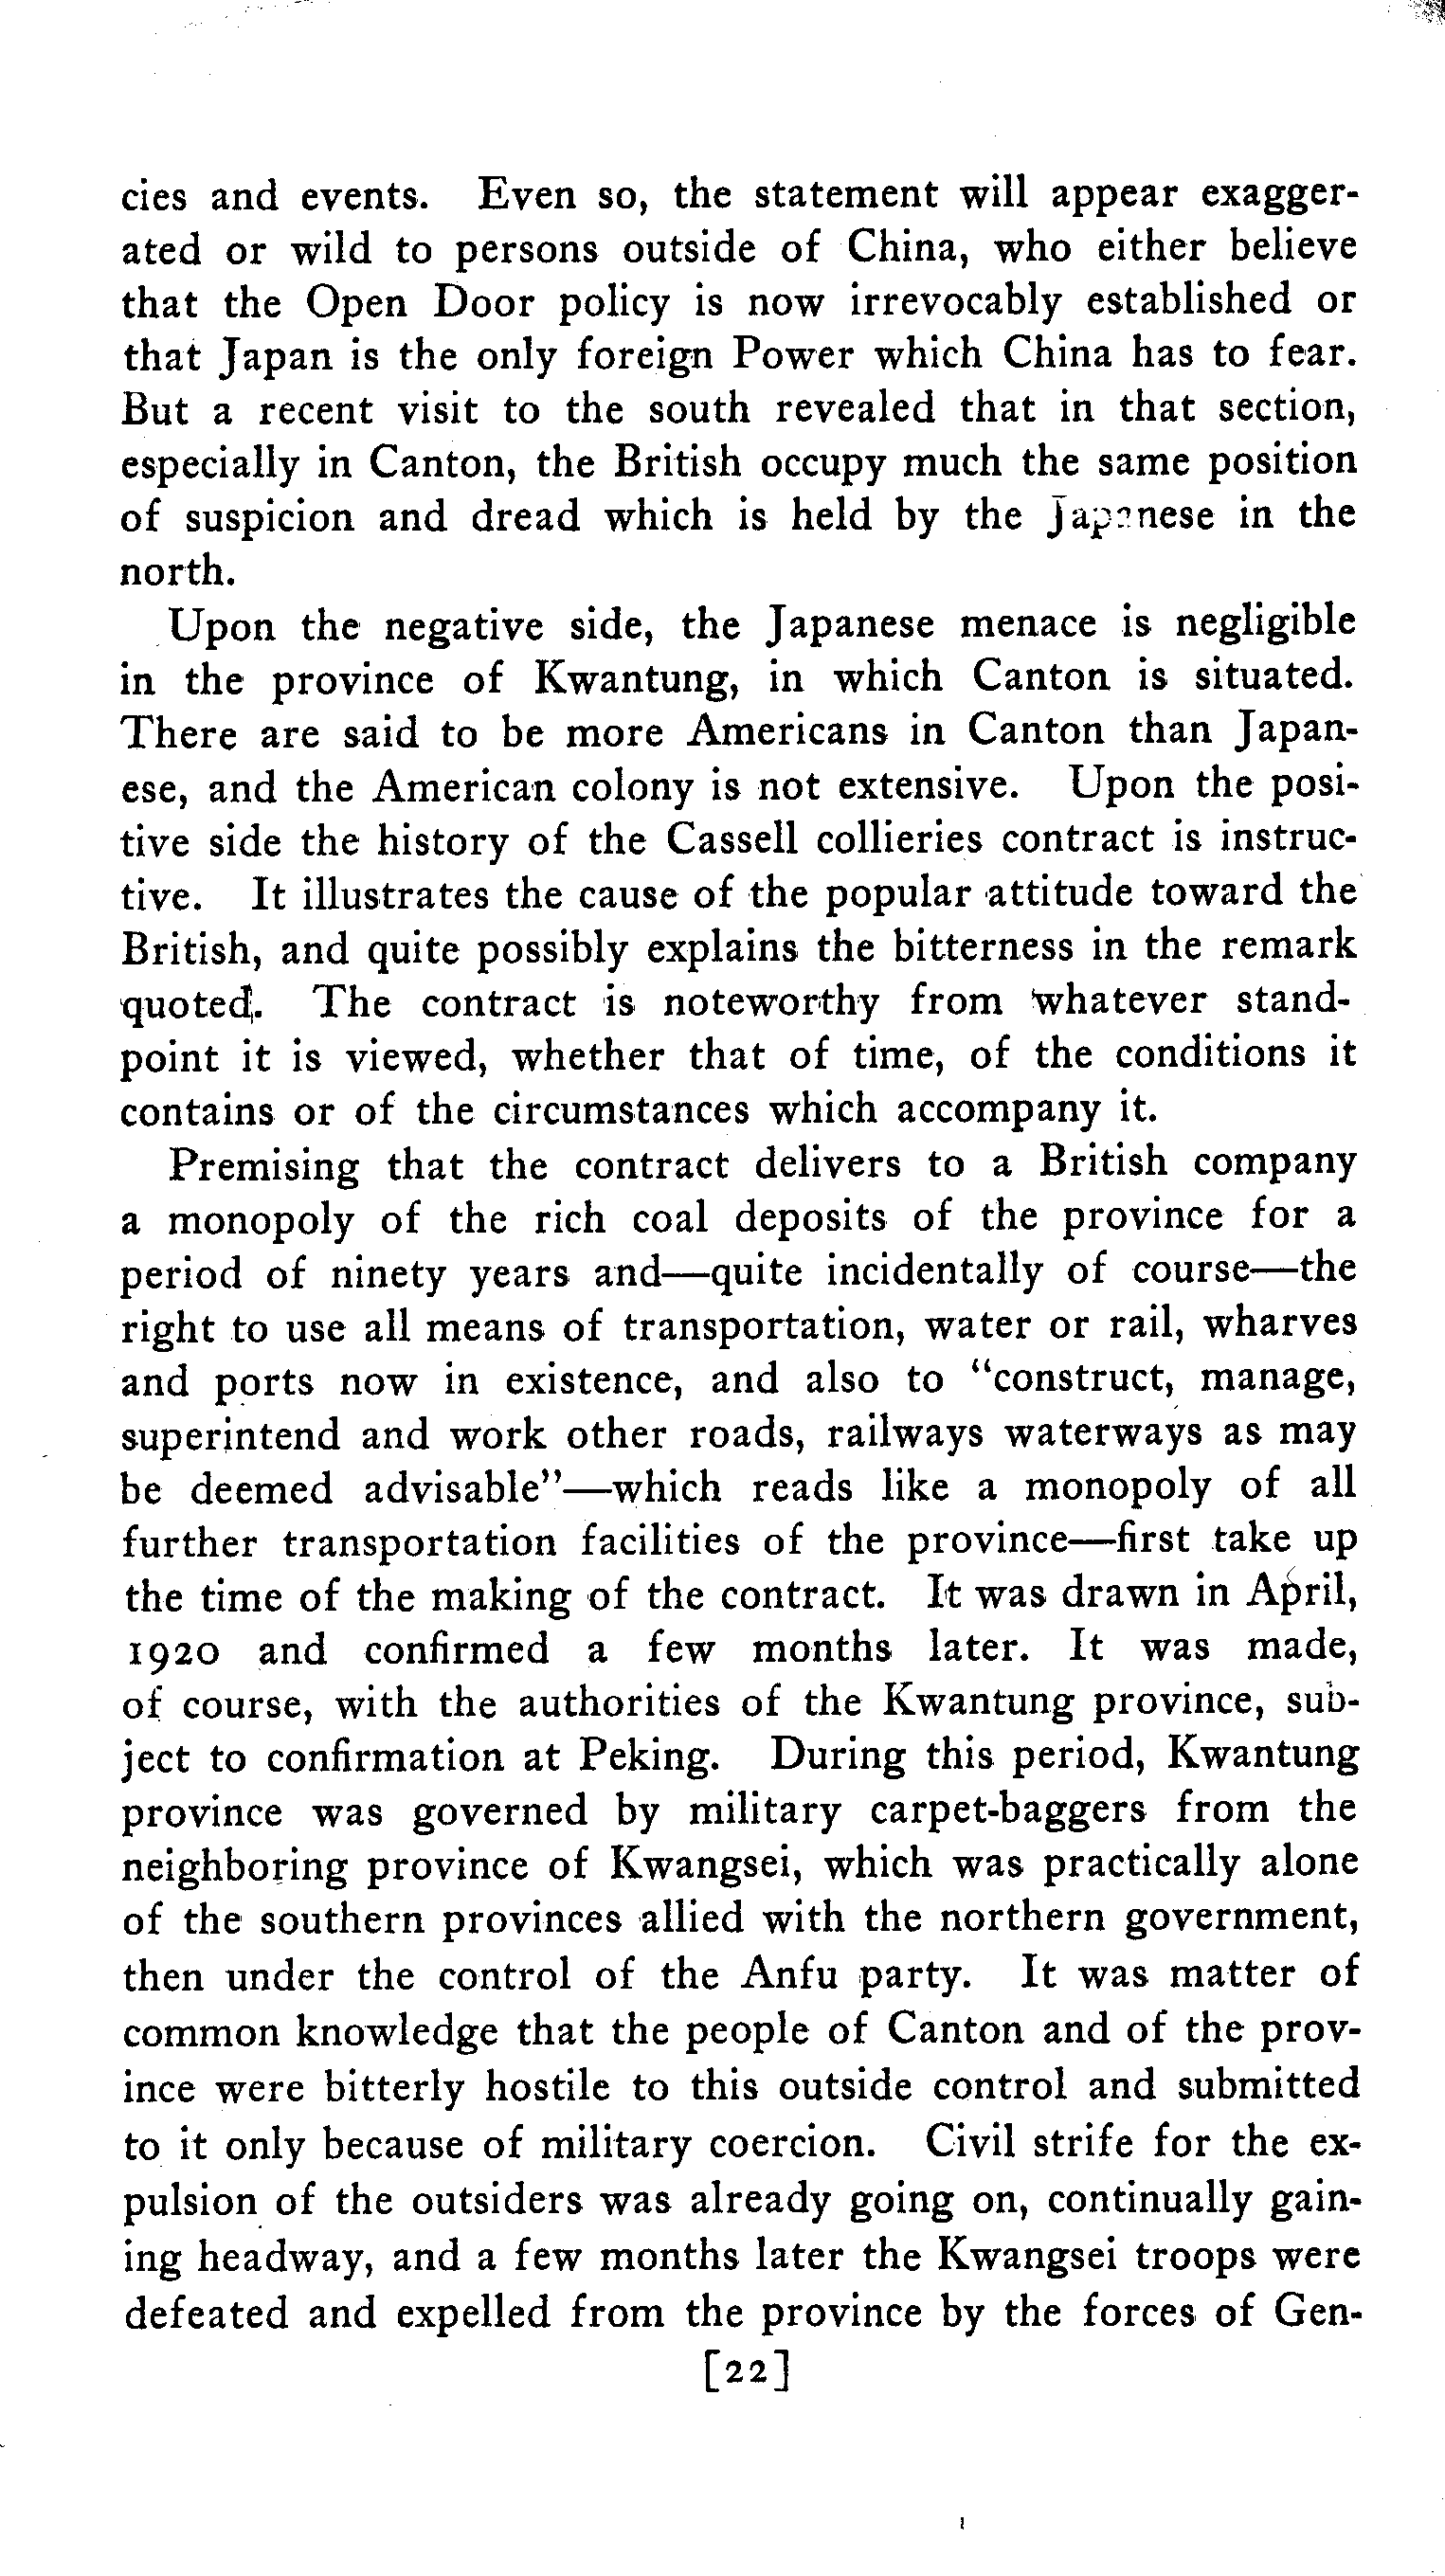 cies and events. Even so, the statement will appear exagger-
ated or wild to persons outside of China, who either believe
that the Open Door policy is now irrevocably established or
that Japan is the only foreign Power which China has to fear.
But a recent visit to the south revealed that in that section,
especially in Canton, the British occupy much the same position
of suspicion and dread which is held by the Japanese in the
north.
Upon the negative side, the Japanese menace is negligible
in the province of Kwantung, in which Canton is situated.
There are said to be more Americans in Canton than Japan-
ese, and the American colony is not extensive. Upon the posi-
tive side the history of the Cassell collieries contract is instruc-
tive. It illustrates the cause of the popular attitude toward the
British, and quite possibly explains the bitterness in the remark
quoted. The contract is noteworthy from whatever stand-
point it is viewed, whether that of time, of the conditions it
contains or of the circumstances which accompany it.
Premising that the contract delivers to a British company
a monopoly of the rich coal deposits of the province for a
period of ninety years and—quite incidentally of course—the
right to use all means of transportation, water or rail, wharves
and ports now in existence, and also to "construct, manage,
superintend and work other roads, railways waterways as may
be deemed advisable"—which reads like a monopoly of all
further transportation facilities of the province—first take up
the time of the making of the contract. It was drawn in April,
1920 and confirmed a few months later. It was made,
of course, with the authorities of the Kwantung province, sub-
ject to confirmation at Peking. During this period, Kwantung
province was governed by military carpet-baggers from the
neighboring province of Kwangsei, which was practically alone
of the southern provinces allied with the northern government,
then under the control of the Anfu party. It was matter of
common knowledge that the people of Canton and of the prov-
ince were bitterly hostile to this outside control and submitted
to it only because of military coercion. Civil strife for the ex-
pulsion of the outsiders was already going on, continually gain-
ing headway, and a few months later the Kwangsei troops were
defeated and expelled from the province by the forces of Gen-
[22]